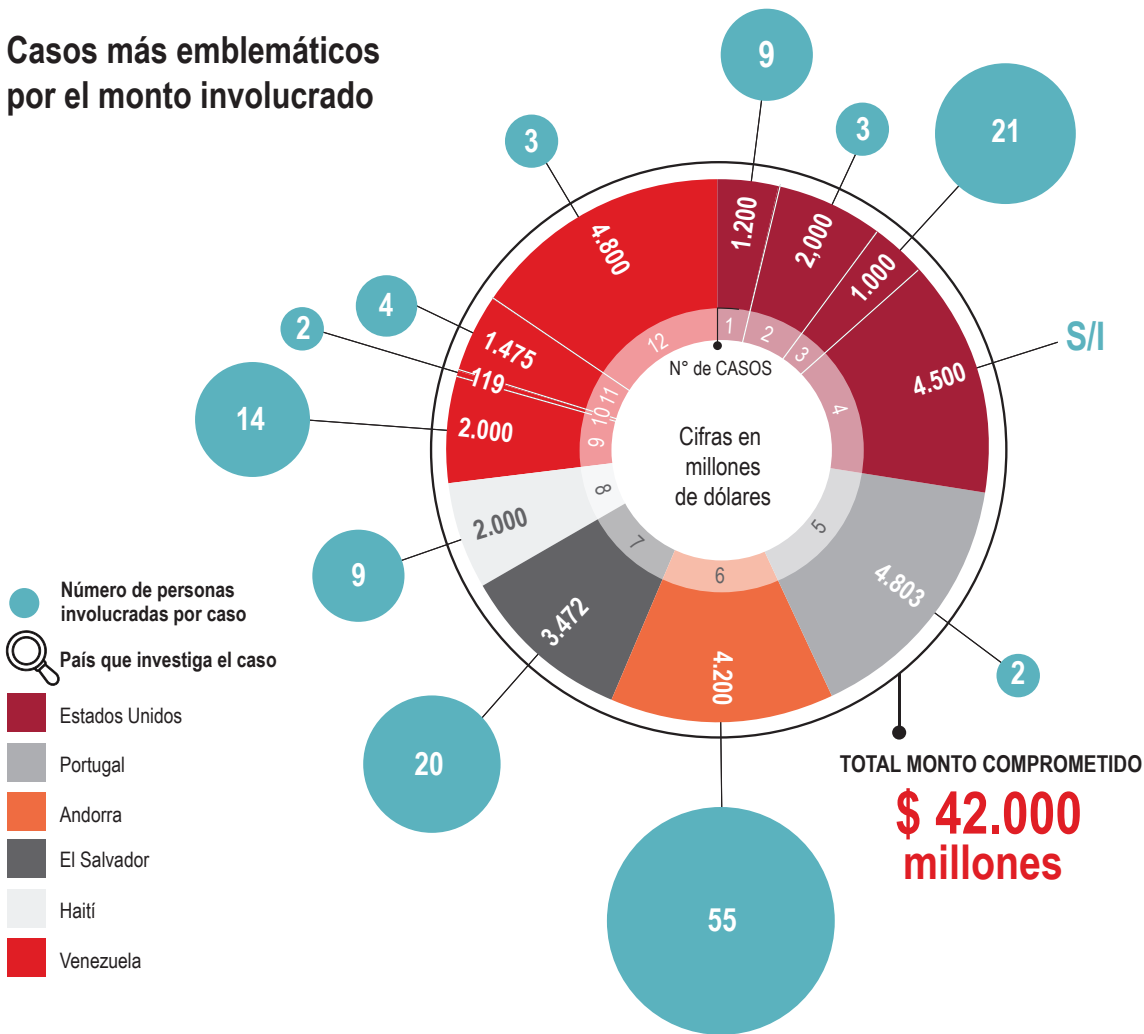 Casos más emblemáticos
por el monto involucrado
9
3
21
3
4
2
14
9
20
55
2
S/I
1.200
2,000
1.000
4.500
4.803
4.200
3.472
2.000
2.000
119
1.475
4.800
1
2
3
4
5
6
7
8
9
10
11
12
N° de CASOS
Cifras en
millones
de dólares
Número de personas
involucradas por caso
País que investiga el caso
Estados Unidos
Portugal
Andorra
El Salvador
Haití
Venezuela
TOTAL MONTO COMPROMETIDO
$ 42.000
millones